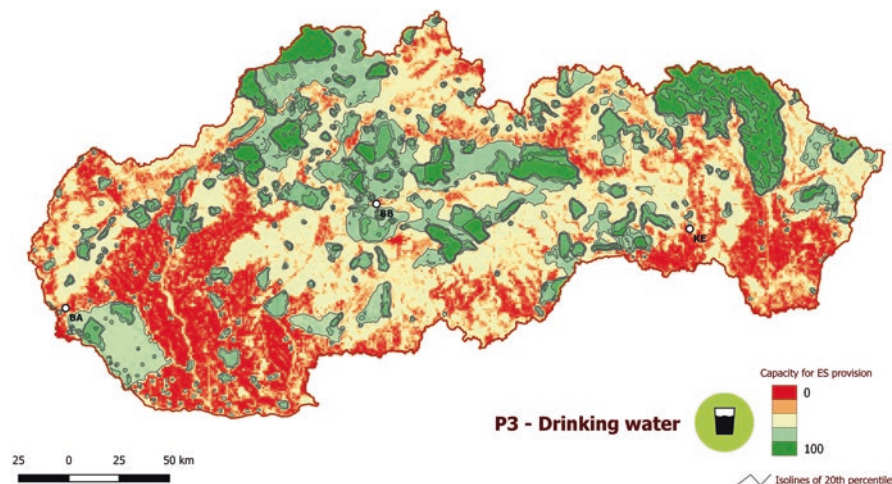 BB
KE
BA
Capacity for ES provision
0
P3 - Drinking water
100
25 0 25 50 km
Isolines of 20th percentile